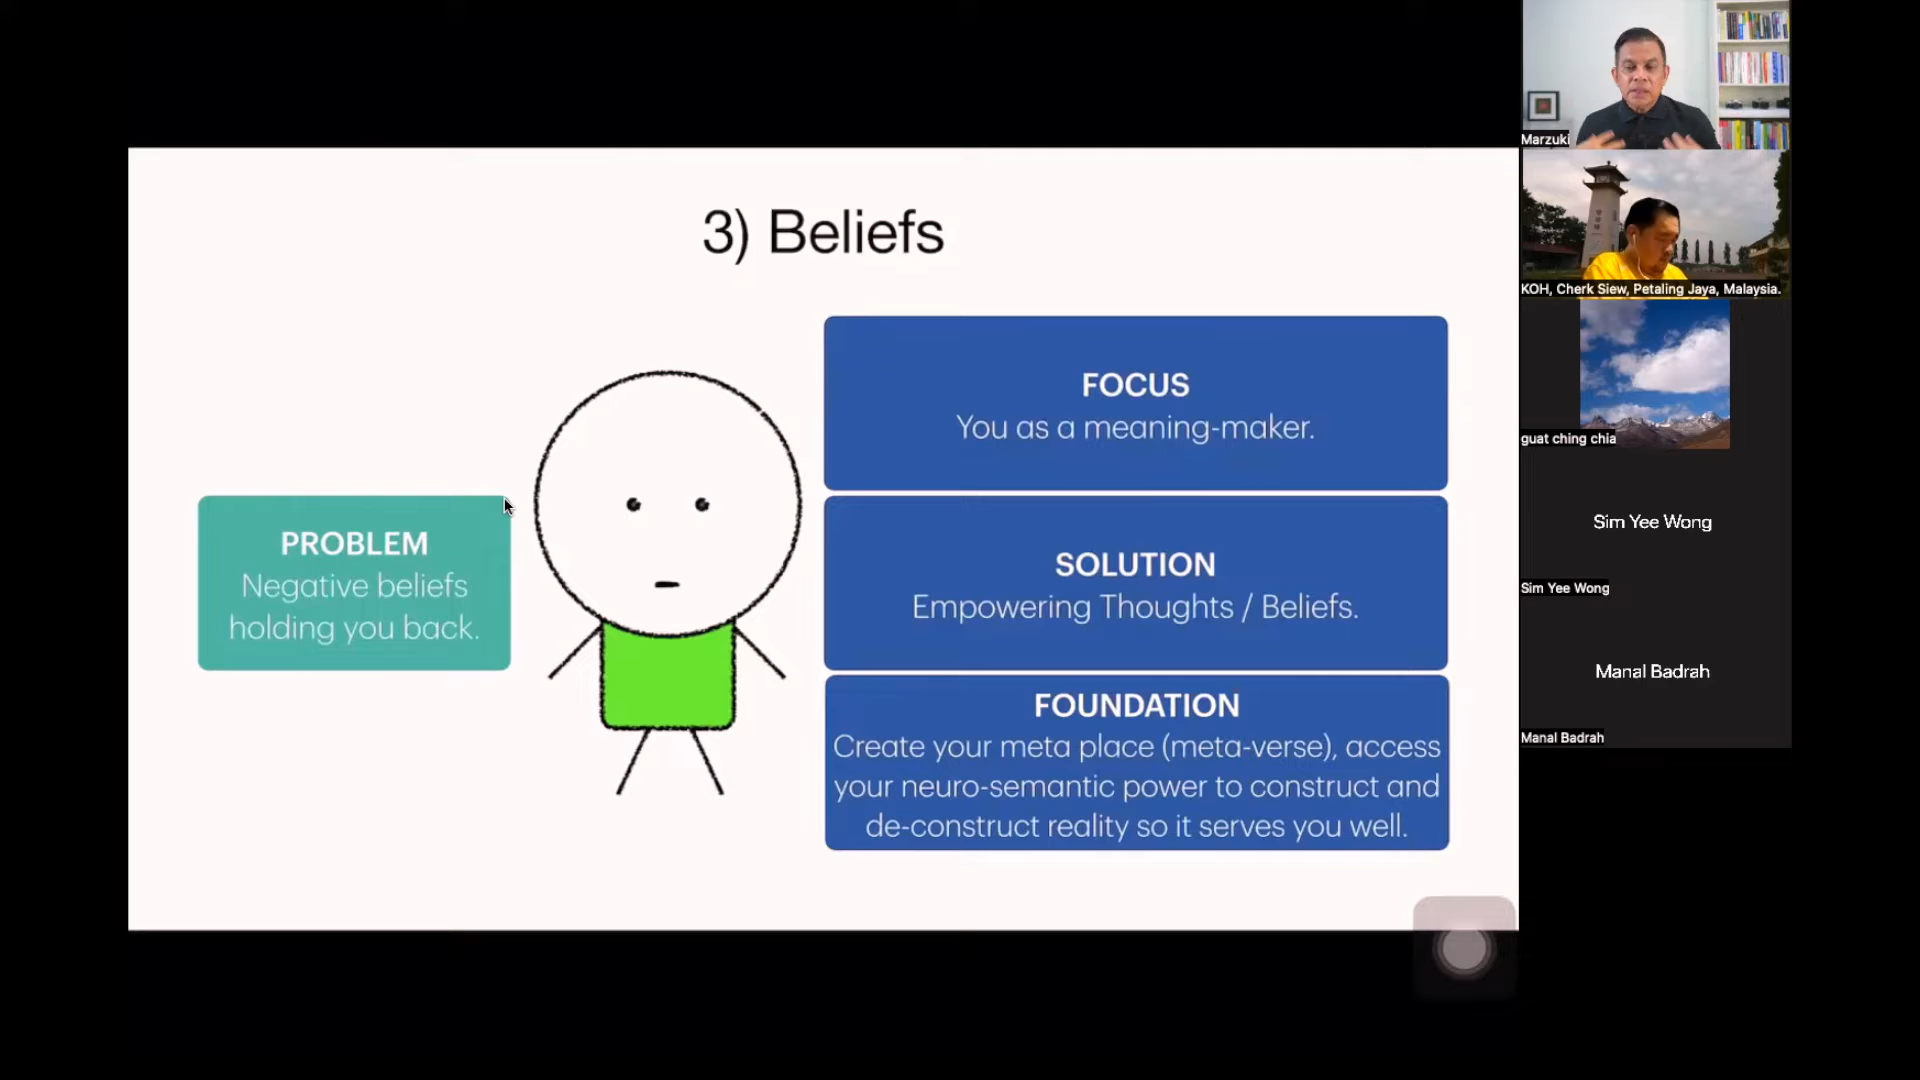 3) Beliefs
PROBLEM
Negative beliefs
holding you back.
FOCUS
You as a meaning-maker.
SOLUTION
Empowering Thoughts / Beliefs.
FOUNDATION
Create your meta place (meta-verse), access
your neuro-semantic power to construct and
de-construct reality so it serves you well.
Marzuki
KOH, Cherk Siew, Petaling Jaya, Malaysia.
guat ching chia
Sim Yee Wong
Sim Yee Wong
Manal Badrah
Manal Badrah